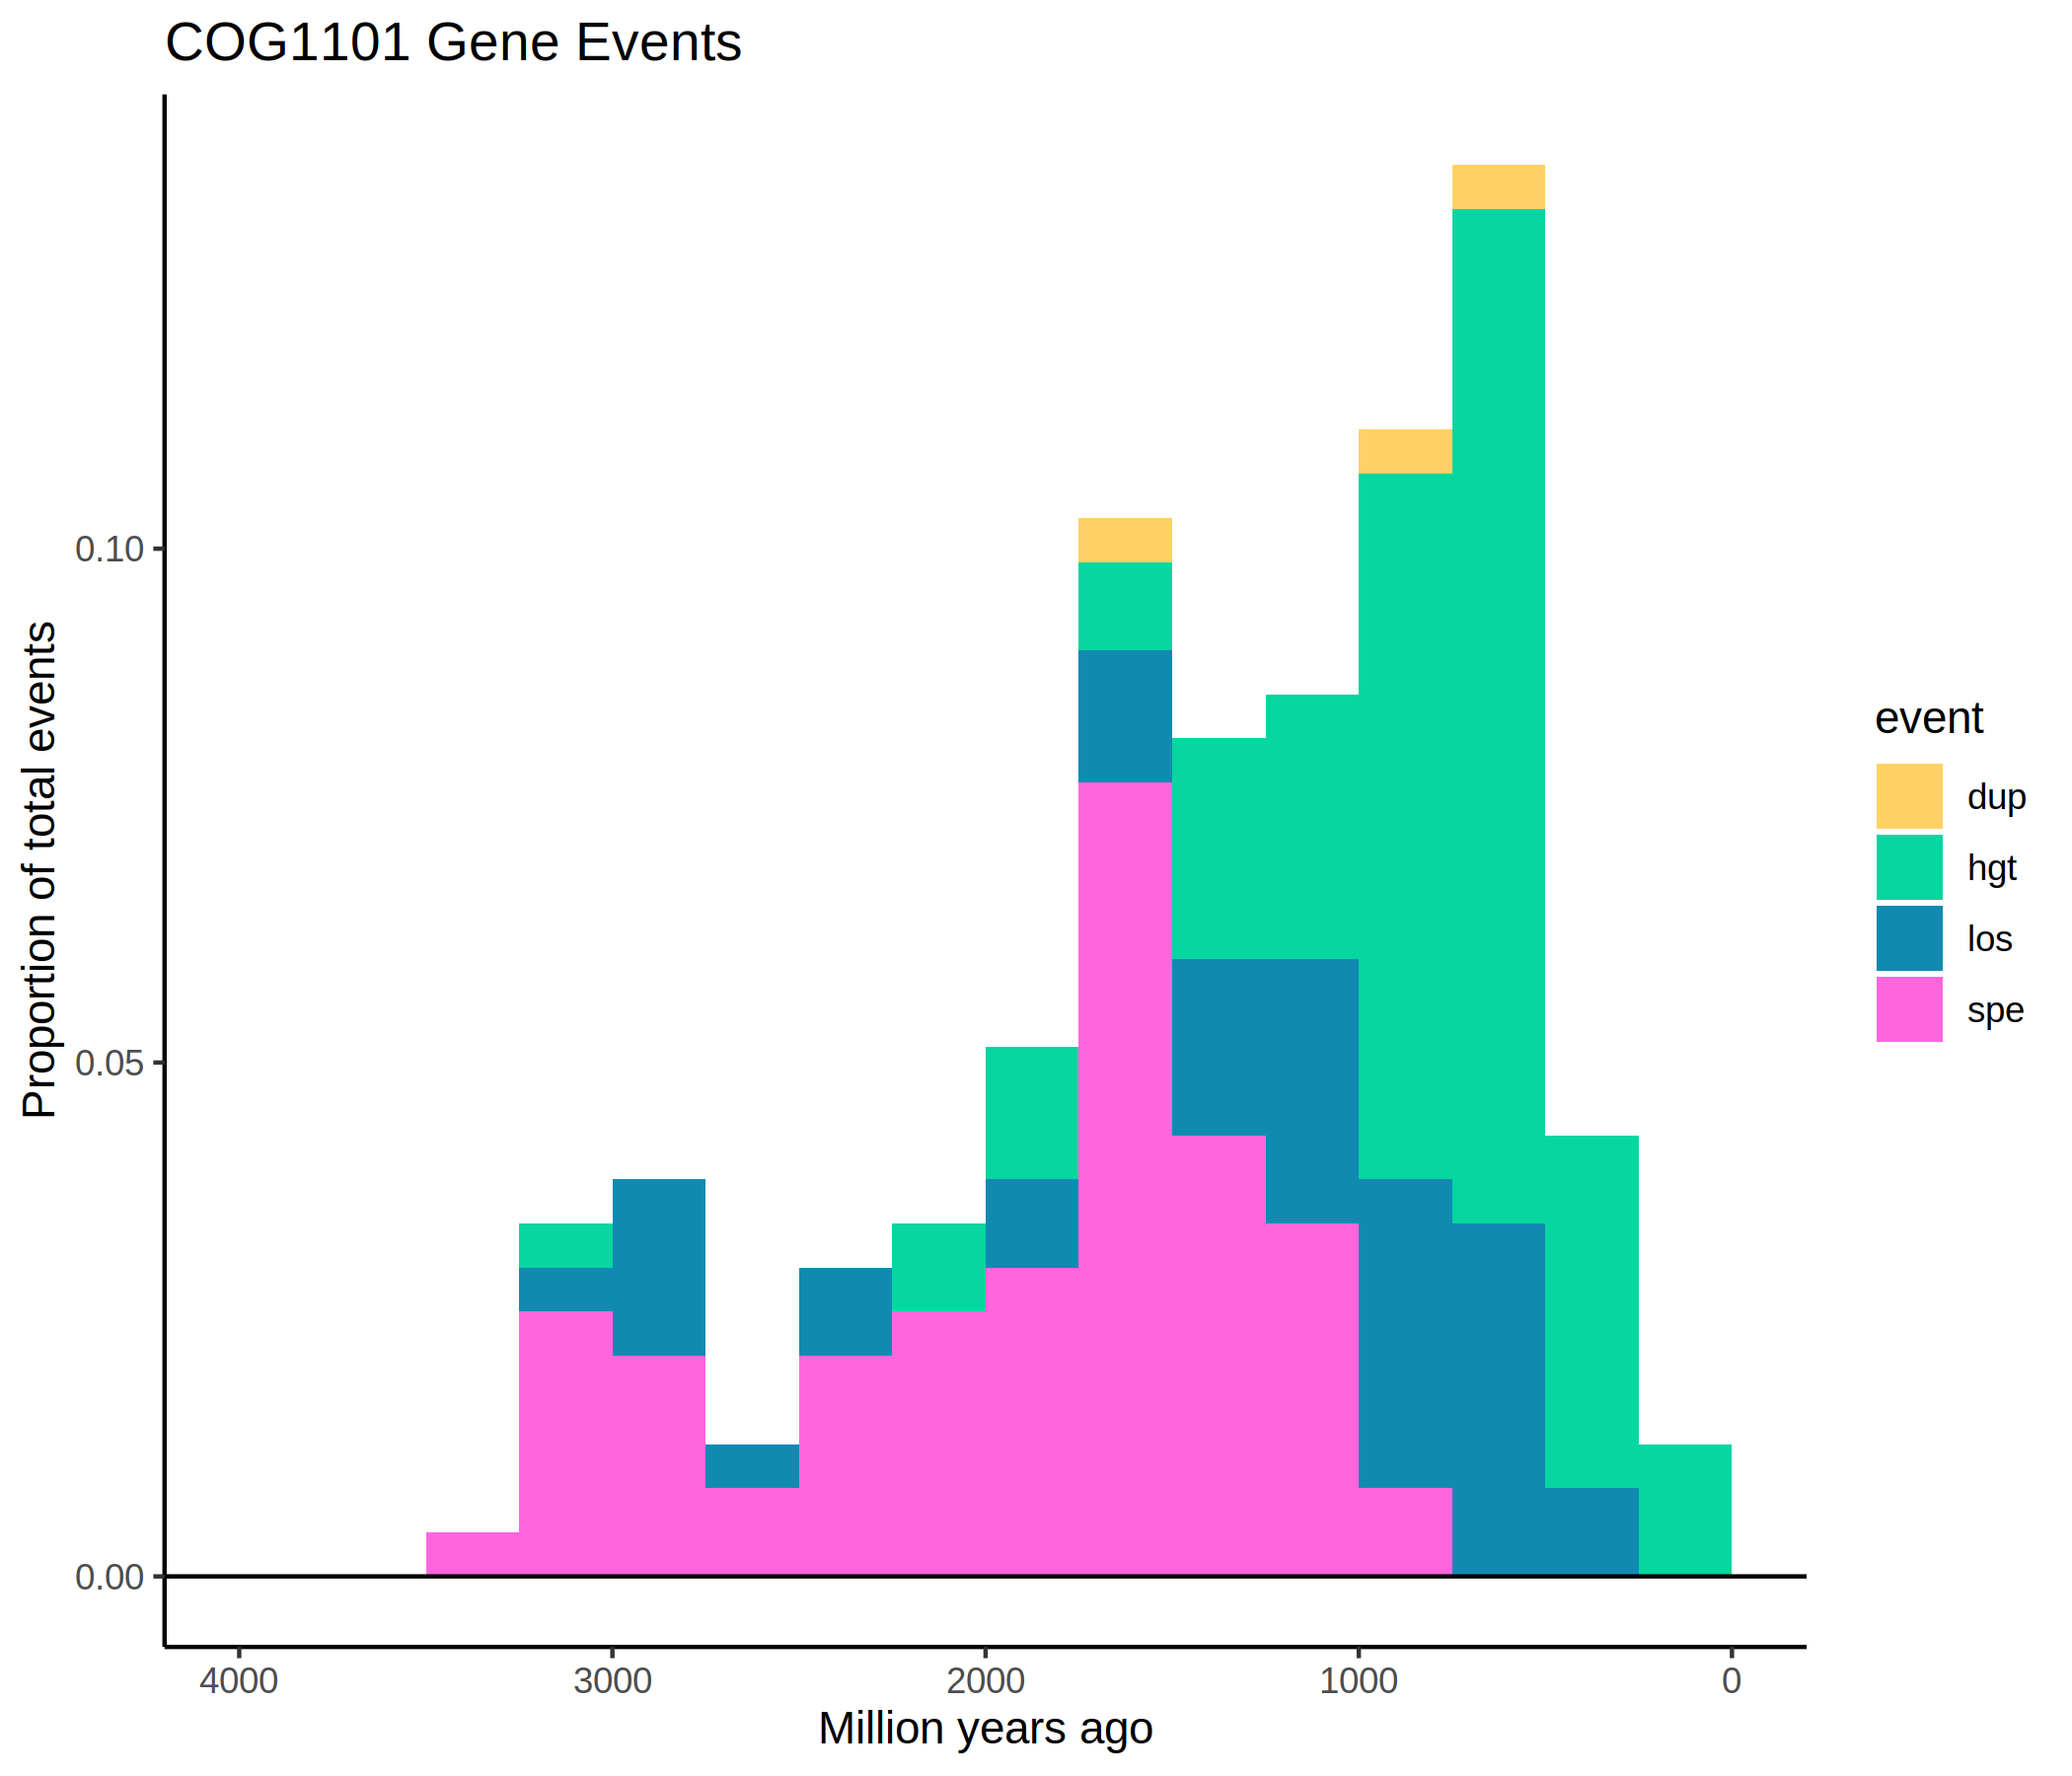 COG1101 Gene Events
Proportion of total events
0.10
0.05
0.00
4000 3000 2000 1000 0
Million years ago
event
dup
hgt
los
spe